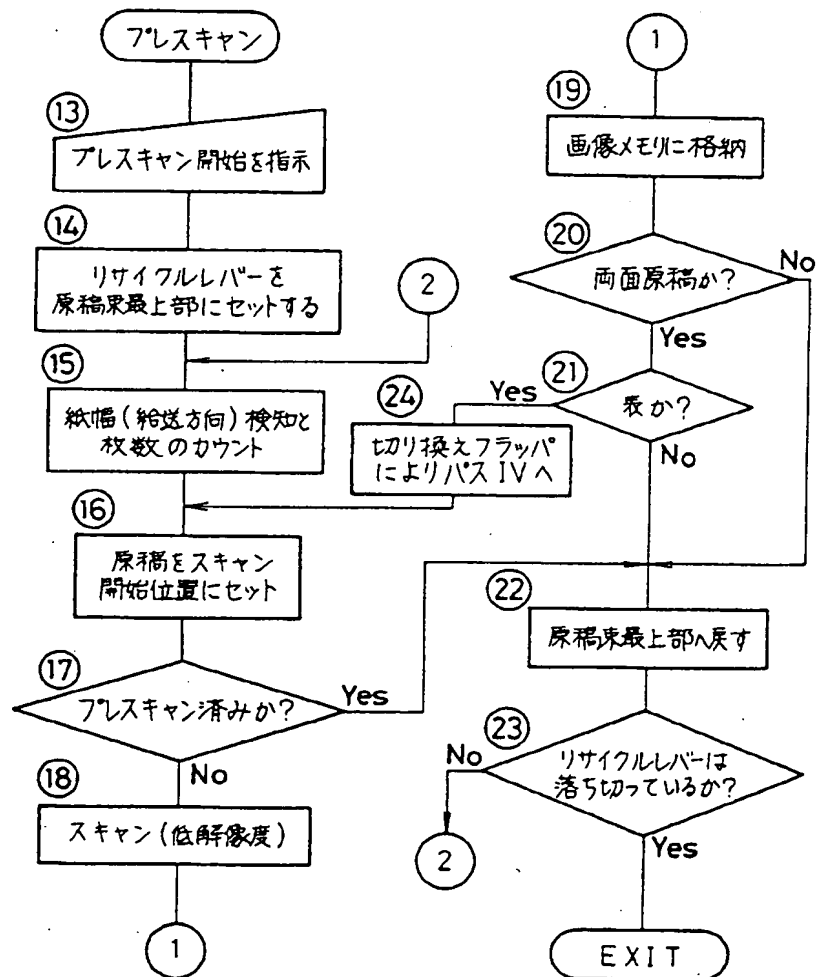 プレスキャン
⑬
プレスキャン開始を指示
⑭
リサイクルレバーを
原稿束最上部にセットする
2
⑮
紙幅(給送方向)検知と
枚数のカウント
⑯
原稿をスキャン
開始位置にセット
⑰
プレスキャン済みか?
Yes
No
⑱
スキャン(低解像度)
1
1
⑲
画像メモリに格納
⑳
両面原稿か?
No
Yes
㉑
表か?
Yes
No
㉔
切り換えフラッパ
によりパス IVへ
㉒
原稿束最上部へ戻す
㉓
リサイクルレバーは
落ち切っているか?
No
2
Yes
EXIT